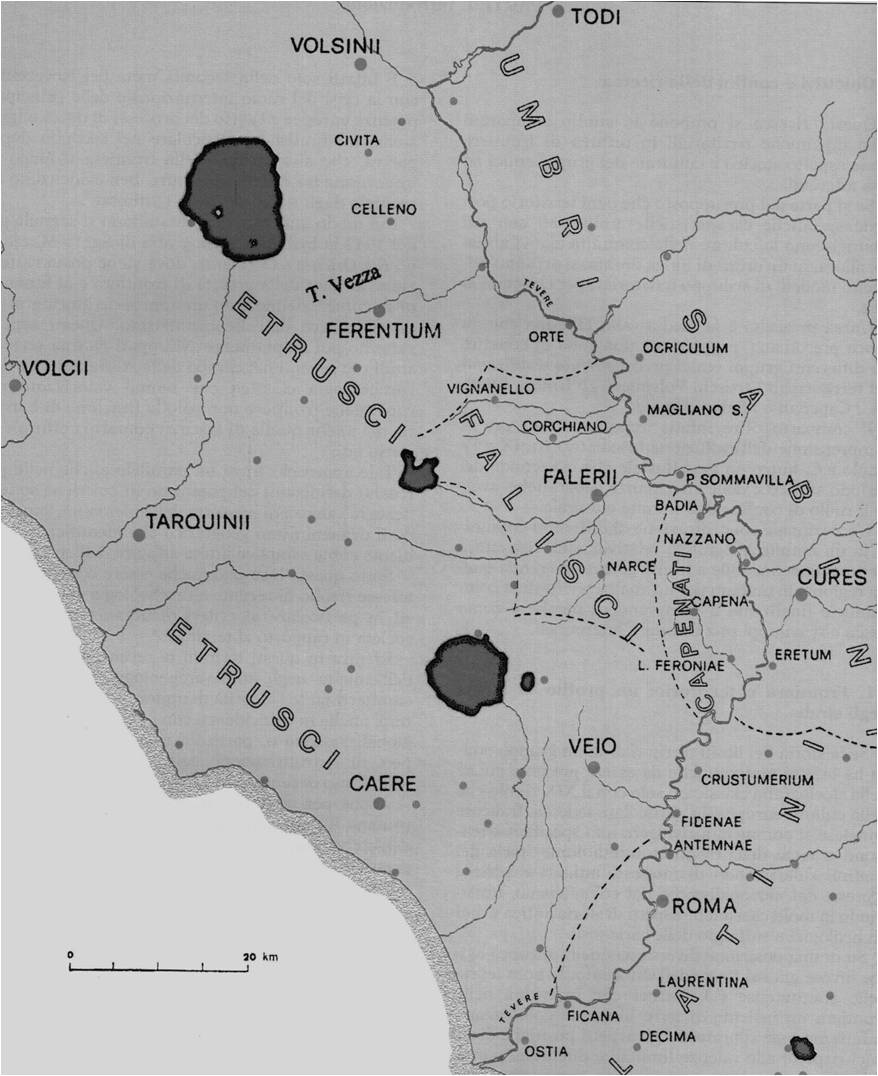 TODI
VOLSINII
UMBRI
CIVITA
CELLENO
T. Vezza
TEVERE
ETRUSCI
FERENTIUM
ORTE
SABINI
OCRICULUM
VOLCII
VIGNANELLO
MAGLIANO S.
FALISCI
CORCHIANO
FALERII
P. SOMMAVILLA
BADIA
TARQUINII
NAZZANO
NARCE
CURES
CAPENATI
CAPENA
ETRUSCI
ERETUM
L. FERONIAE
VEIO
CAERE
CRUSTUMERIUM
FIDENAE
ANTEMNAE
ROMA
LATINI
0 20 km
LAURENTINA
TEVERE
FICANA
DECIMA
OSTIA